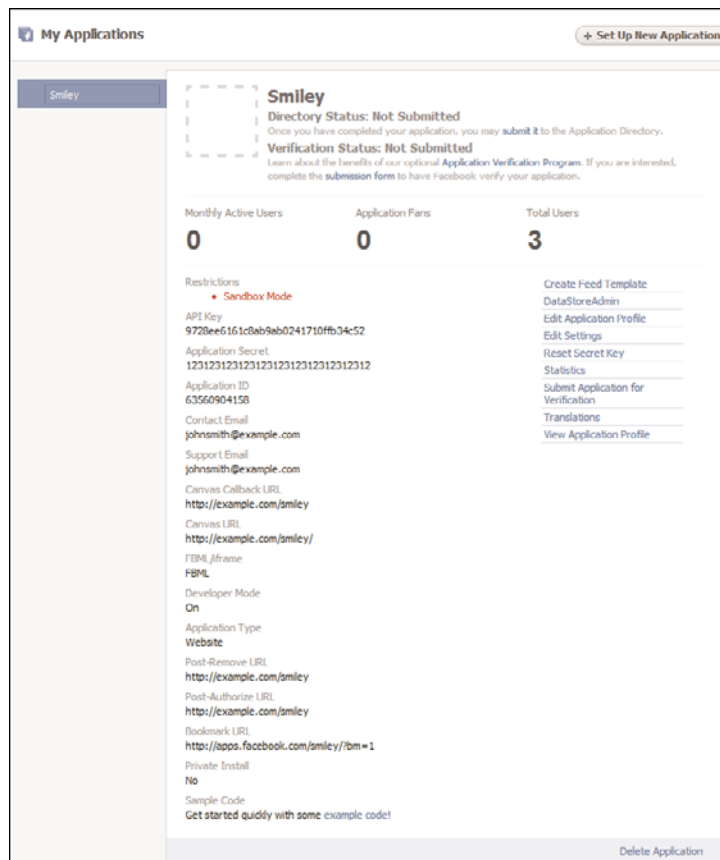 My Applications
+ Set Up New Application
Smiley
Smiley
Directory Status: Not Submitted
Once you have completed your application, you may submit it to the Application Directory.
Verification Status: Not Submitted
Learn about the benefits of our optional Application Verification Program. If you are interested,
complete the submission form to have Facebook verify your application.
Monthly Active Users
0
Application Fans
0
Total Users
3
Restrictions
Sandbox Mode
API Key
9728ee6161c8ab9ab0241710ffb34c52
Application Secret
12312312312312312312312312312312
Application ID
63560904158
Contact Email
johnsmith@example.com
Support Email
johnsmith@example.com
Canvas Callback URL
http://example.com/smiley
Canvas URL
http://example.com/smiley/
FBML/iframe
FBML
Developer Mode
On
Application Type
Website
Post-Remove URL
http://example.com/smiley
Post-Authorize URL
http://example.com/smiley
Bookmark URL
http://apps.facebook.com/smiley/?bm=1
Private Install
No
Sample Code
Get started quickly with some example code!
Create Feed Template
DataStoreAdmin
Edit Application Profile
Edit Settings
Reset Secret Key
Statistics
Submit Application for
Verification
Translations
View Application Profile
Delete Application